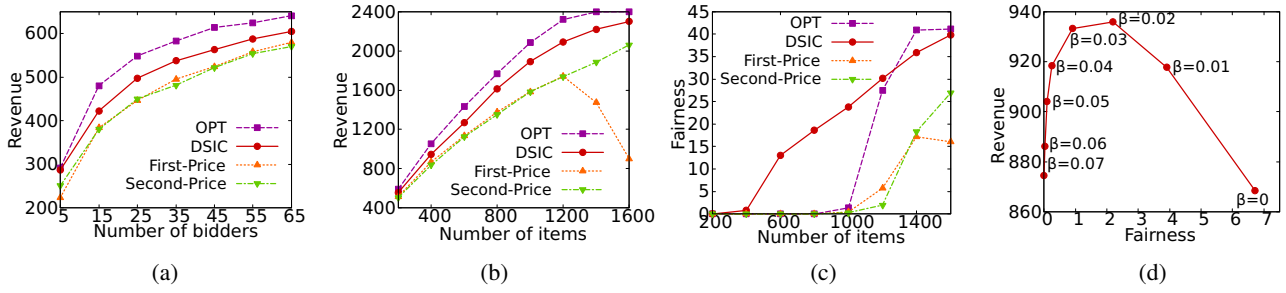 Revenue
600
500
400
300
200
5
15
25
35
45
55
65
Number of bidders
OPT
DSIC
First-Price
Second-Price
(a)
Revenue
2400
2000
1600
1200
800
400
400
800
1200
1600
Number of items
OPT
DSIC
First-Price
Second-Price
(b)
Fairness
45
40
35
30
25
20
15
10
5
0
200
600
1000
1400
Number of items
OPT
DSIC
First-Price
Second-Price
(c)
Revenue
940
920
900
880
860
0
1
2
3
4
5
6
7
Fairness
β=0.02
β=0.03
β=0.04
β=0.01
β=0.05
β=0.06
β=0.07
β=0
(d)